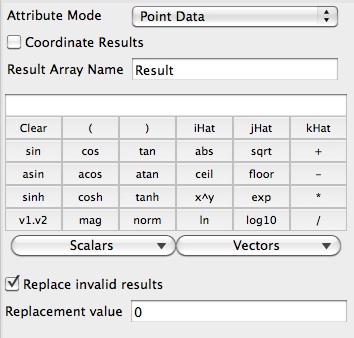 Attribute Mode Point Data
Coordinate Results
Result Array Name Result
Clear ( ) iHat jHat kHat
sin cos tan abs sqrt +
asin acos atan ceil floor -
sinh cosh tanh x^y exp *
v1.v2 mag norm ln log10 /
Scalars Vectors
Replace invalid results
Replacement value 0